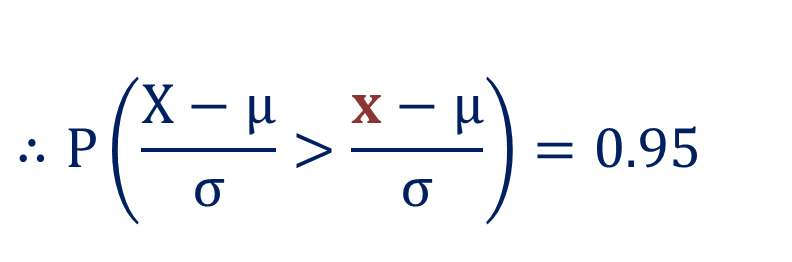 ∴ P((X − μ)/σ > (x − μ)/σ) = 0.95